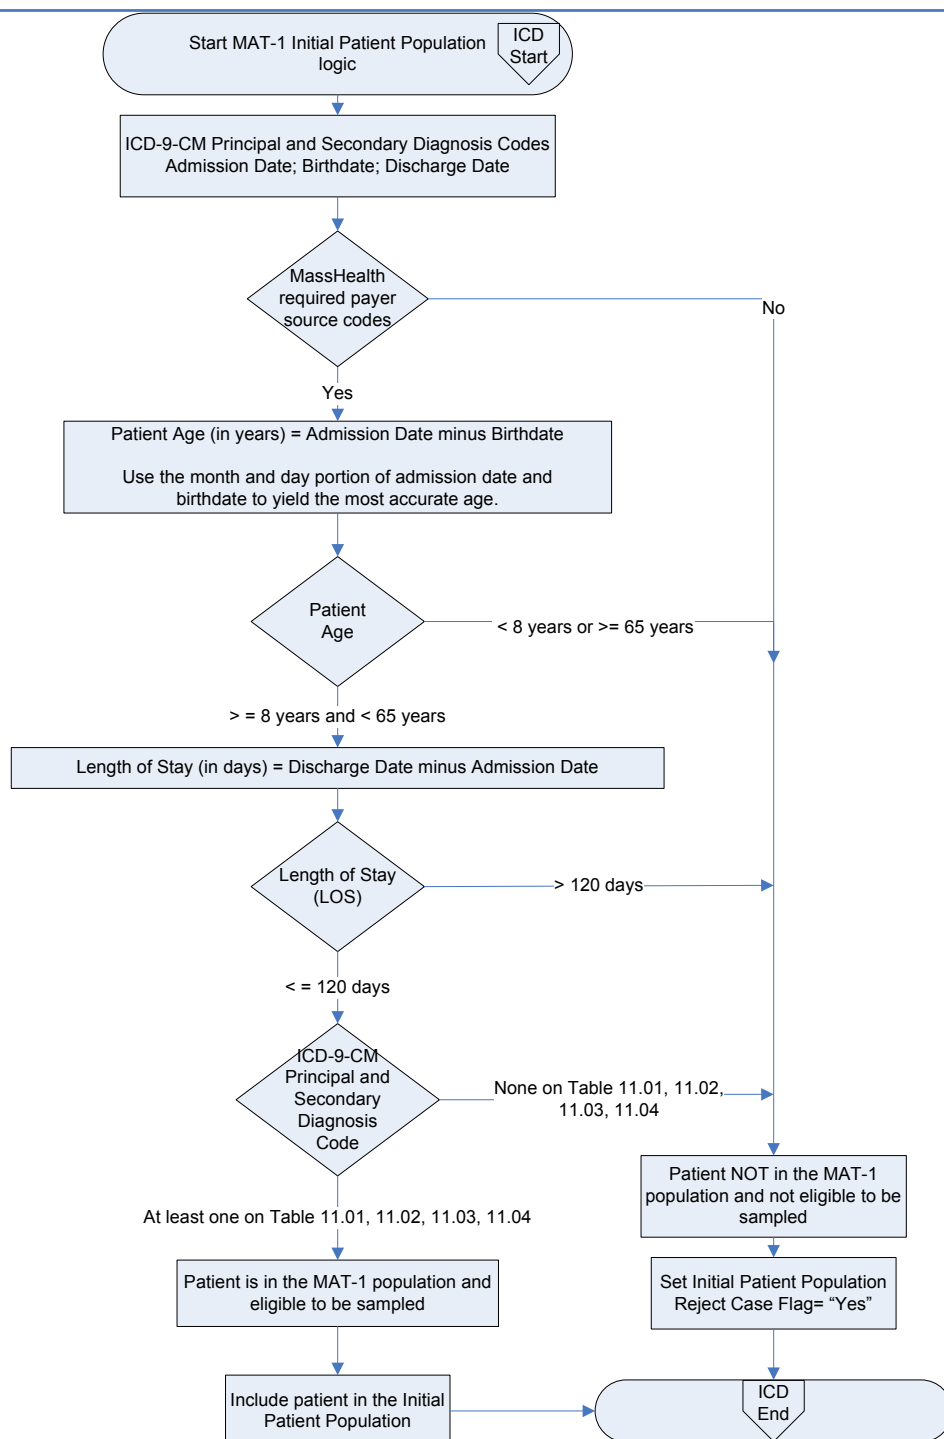 Start MAT-1 Initial Patient Population
logic
ICD
Start
ICD-9-CM Principal and Secondary Diagnosis Codes
Admission Date; Birthdate; Discharge Date
MassHealth
required payer
source codes
No
Yes
Patient Age (in years) = Admission Date minus Birthdate
Use the month and day portion of admission date and
birthdate to yield the most accurate age.
Patient
Age
< 8 years or >= 65 years
> = 8 years and < 65 years
Length of Stay (in days) = Discharge Date minus Admission Date
Length of Stay
(LOS)
> 120 days
< = 120 days
ICD-9-CM
Principal and
Secondary
Diagnosis
Code
None on Table 11.01, 11.02,
11.03, 11.04
At least one on Table 11.01, 11.02, 11.03, 11.04
Patient NOT in the MAT-1
population and not eligible to be
sampled
Patient is in the MAT-1 population and
eligible to be sampled
Set Initial Patient Population
Reject Case Flag= “Yes”
Include patient in the Initial
Patient Population
ICD
End